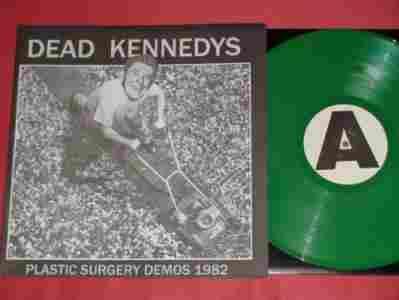 DEAD KENNEDYS
A
PLASTIC SURGERY DEMOS 1982